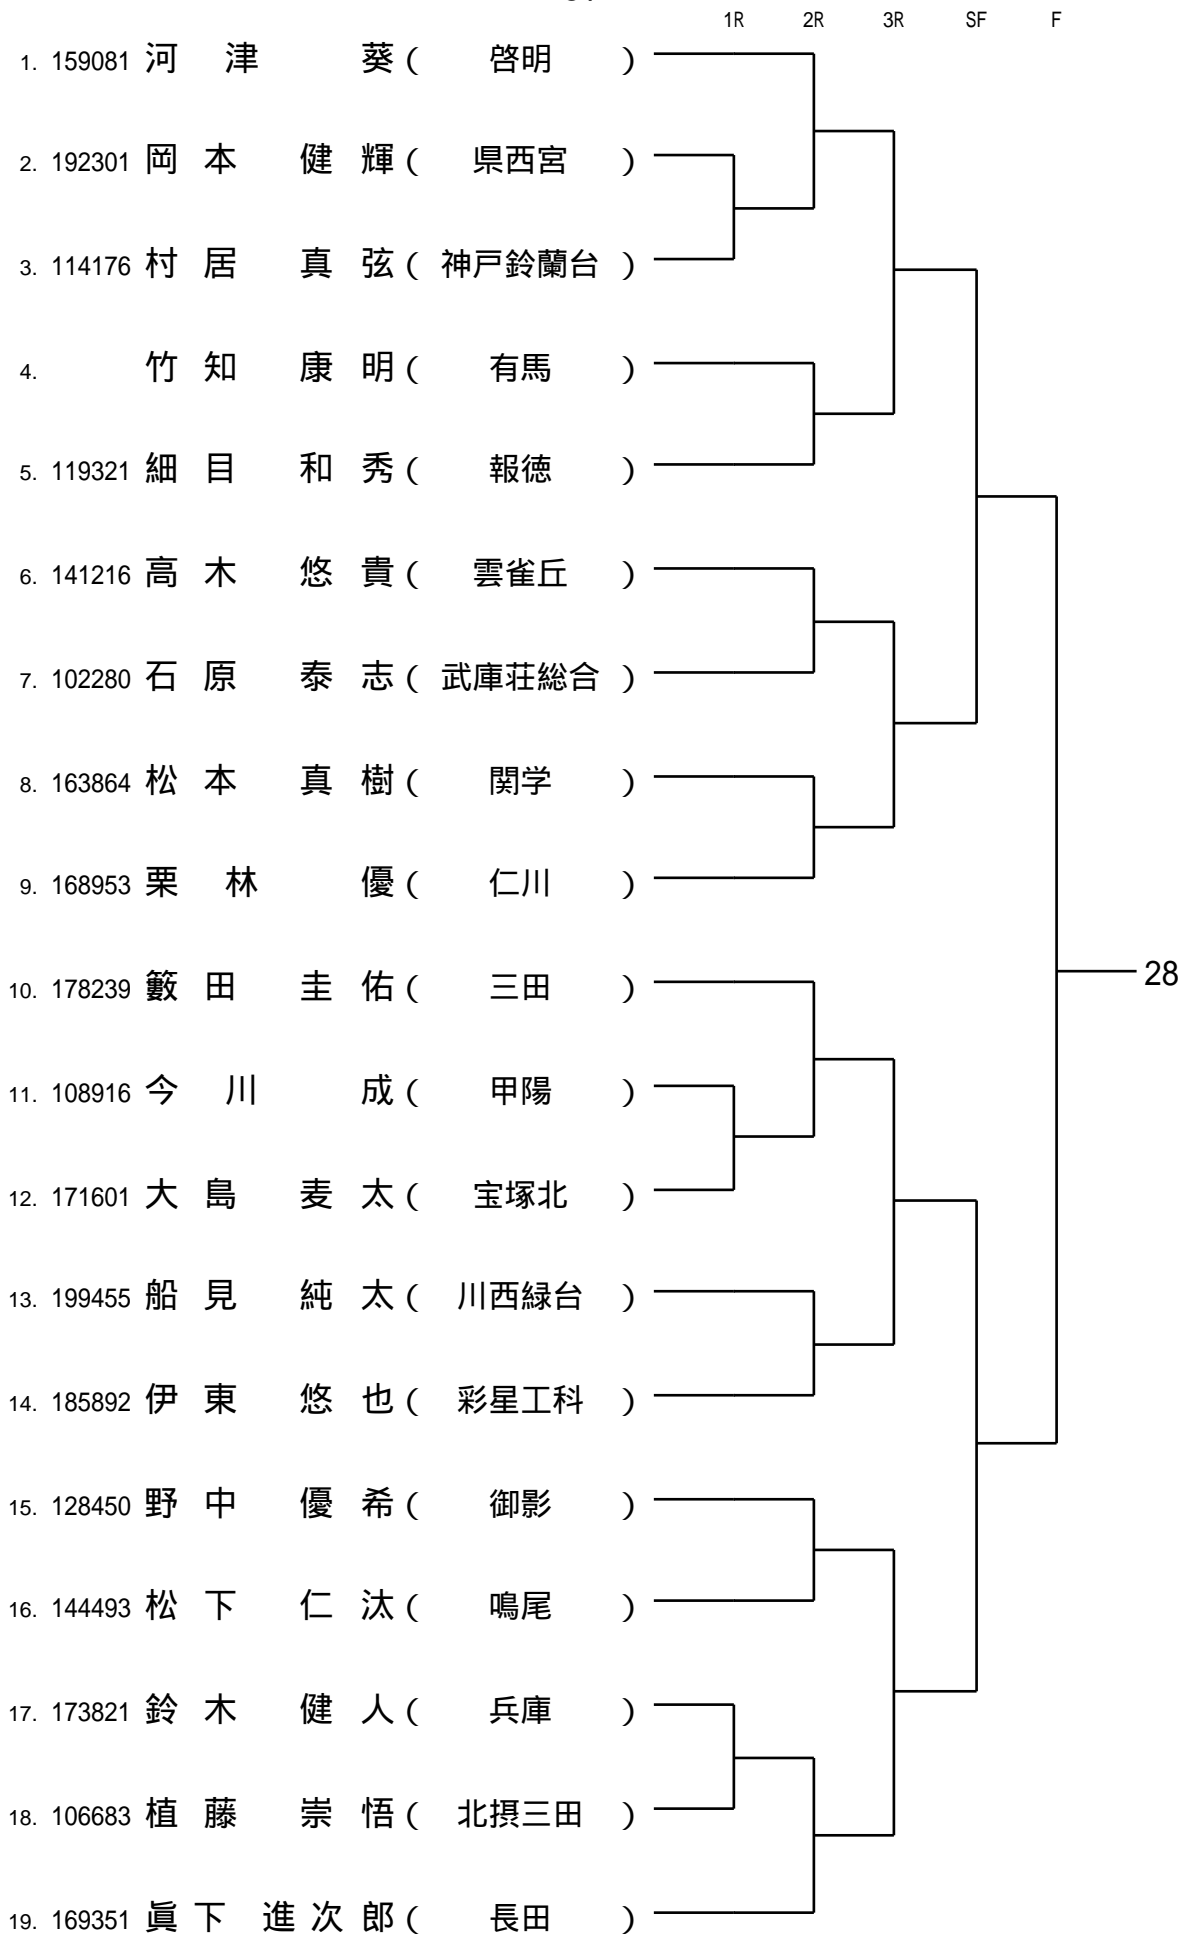 1R 2R 3R SF F
1. 159081 河津 葵 ( 啓明 )
2. 192301 岡本 健輝 ( 県西宮 )
3. 114176 村居 真弦 ( 神戸鈴蘭台 )
4. 竹知 康明 ( 有馬 )
5. 119321 細目 和秀 ( 報徳 )
6. 141216 高木 悠貴 ( 雲雀丘 )
7. 102280 石原 泰志 ( 武庫荘総合 )
8. 163864 松本 真樹 ( 関学 )
9. 168953 栗林 優 ( 仁川 )
28
10. 178239 籔田 圭佑 ( 三田 )
11. 108916 今川 成 ( 甲陽 )
12. 171601 大島 麦太 ( 宝塚北 )
13. 199455 船見 純太 ( 川西緑台 )
14. 185892 伊東 悠也 ( 彩星工科 )
15. 128450 野中 優希 ( 御影 )
16. 144493 松下 仁汰 ( 鳴尾 )
17. 173821 鈴木 健人 ( 兵庫 )
18. 106683 植藤 崇悟 ( 北摂三田 )
19. 169351 眞下 進次郎 ( 長田 )